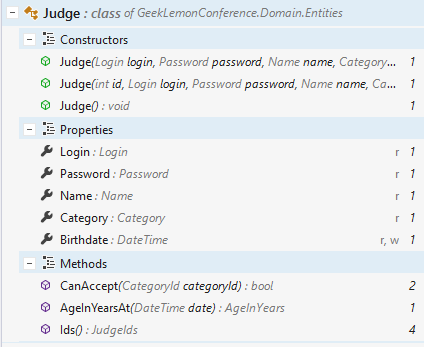 Judge : class of GeekLemonConference.Domain.Entities
Constructors
Judge(Login login, Password password, Name name, Category... 1
Judge(int id, Login login, Password password, Name name, Ca... 1
Judge() : void 1
Properties
Login : Login r 1
Password : Password r 1
Name : Name r 1
Category : Category r 1
Birthdate : DateTime r, w 1
Methods
CanAccept(CategoryId categoryId) : bool 2
AgeInYearsAt(DateTime date) : AgeInYears 1
Ids() : JudgeIds 4